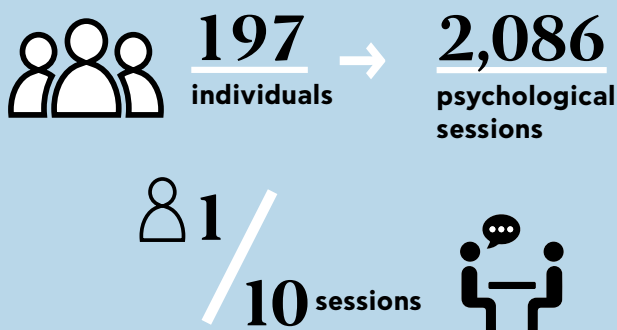 197 → 2,086
individuals
psychological
sessions
1
10 sessions